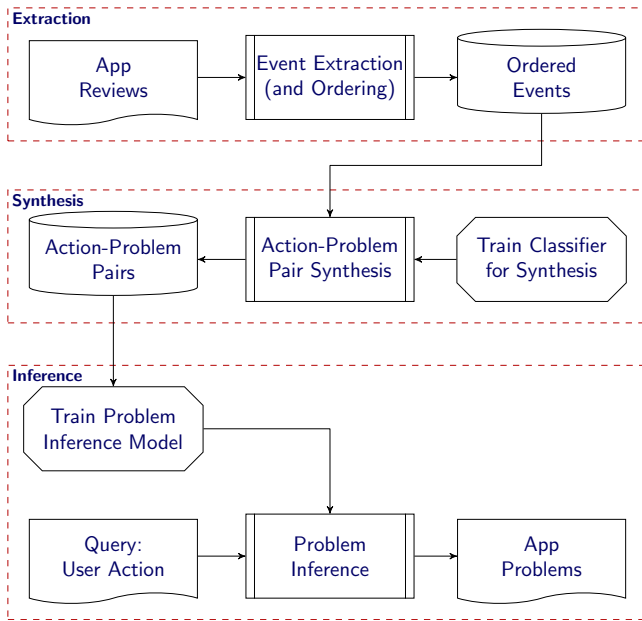 Extraction
App
Reviews
Event Extraction
(and Ordering)
Ordered
Events
Synthesis
Action-Problem
Pairs
Action-Problem
Pair Synthesis
Train Classifier
for Synthesis
Inference
Train Problem
Inference Model
Query:
User Action
Problem
Inference
App
Problems